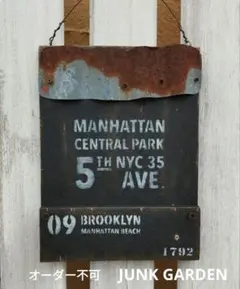 MANHATTAN
CENTRAL PARK
5TH NYC 35
AVE.
09 BROOKLYN
MANHATTAN BEACH
1792
オーダー不可 JUNK GARDEN